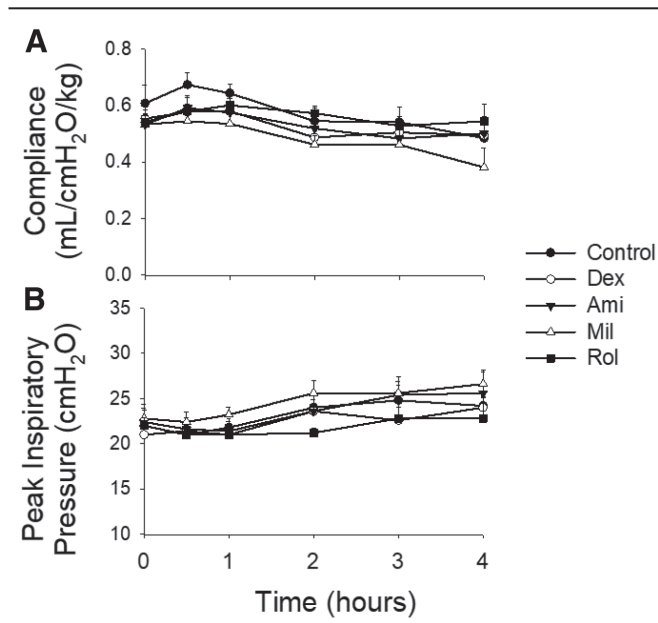 A
0.8
0.6
0.4
0.2
0.0
Compliance
(mL/cmH₂O/kg)
Control
Dex
Ami
Mil
Rol
B
35
30
25
20
15
10
Peak Inspiratory
Pressure (cmH₂O)
0 1 2 3 4
Time (hours)